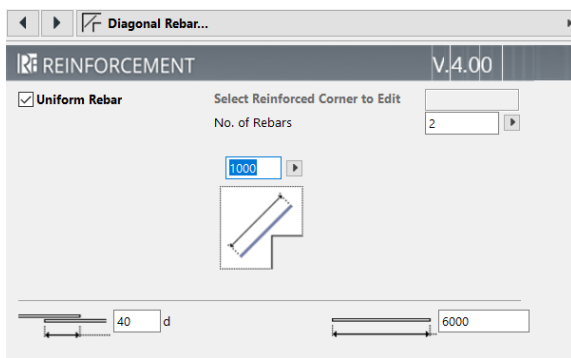 Diagonal Rebar...
REINFORCEMENT V.4.00
Uniform Rebar Select Reinforced Corner to Edit
No. of Rebars 2
1000
40 d 6000